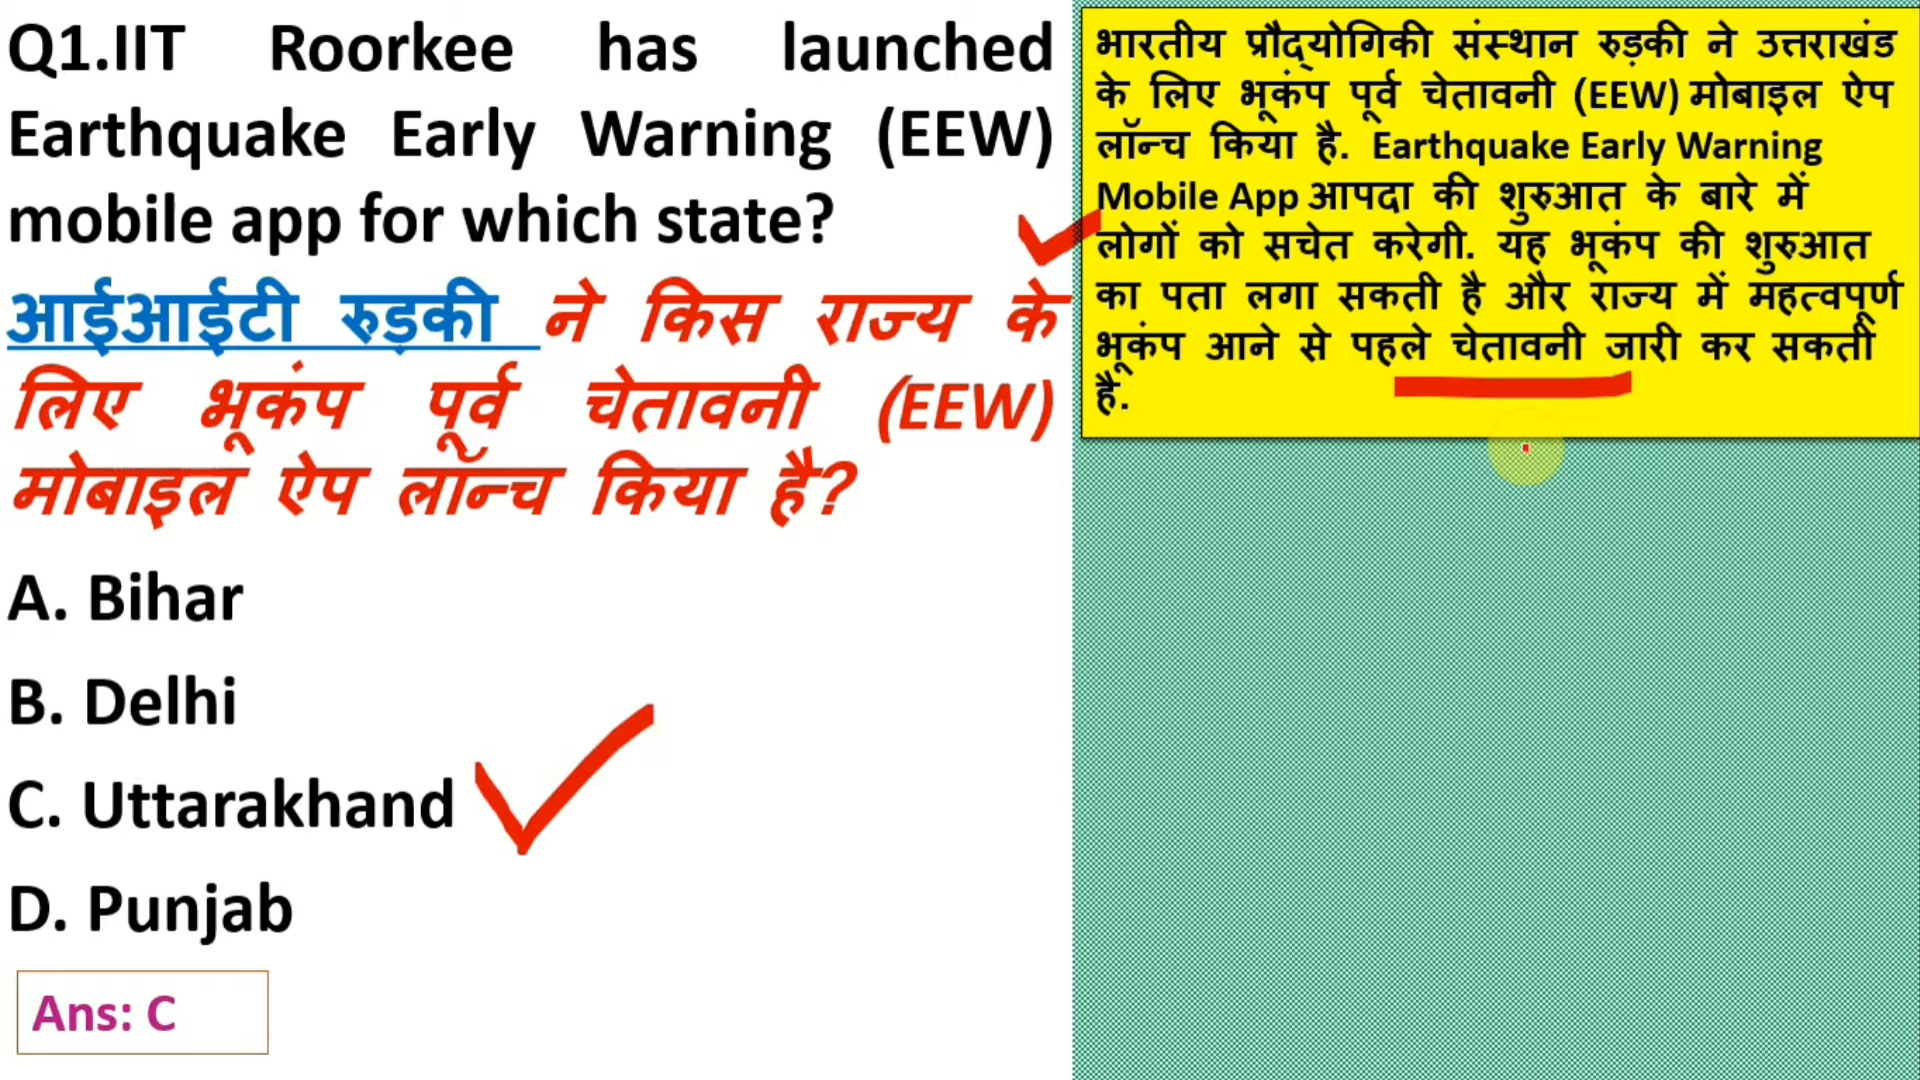 Q1.IIT Roorkee has launched
Earthquake Early Warning (EEW)
mobile app for which state?
आईआईटी रुड़की ने किस राज्य के
लिए भूकंप पूर्व चेतावनी (EEW)
मोबाइल ऐप लॉन्च किया है?
A. Bihar
B. Delhi
C. Uttarakhand
D. Punjab
Ans: C
भारतीय प्रौद्योगिकी संस्थान रुड़की ने उत्तराखंड
के लिए भूकंप पूर्व चेतावनी (EEW) मोबाइल ऐप
लॉन्च किया है. Earthquake Early Warning
Mobile App आपदा की शुरुआत के बारे में
लोगों को सचेत करेगी. यह भूकंप की शुरुआत
का पता लगा सकती है और राज्य में महत्वपूर्ण
भूकंप आने से पहले चेतावनी जारी कर सकती
है.